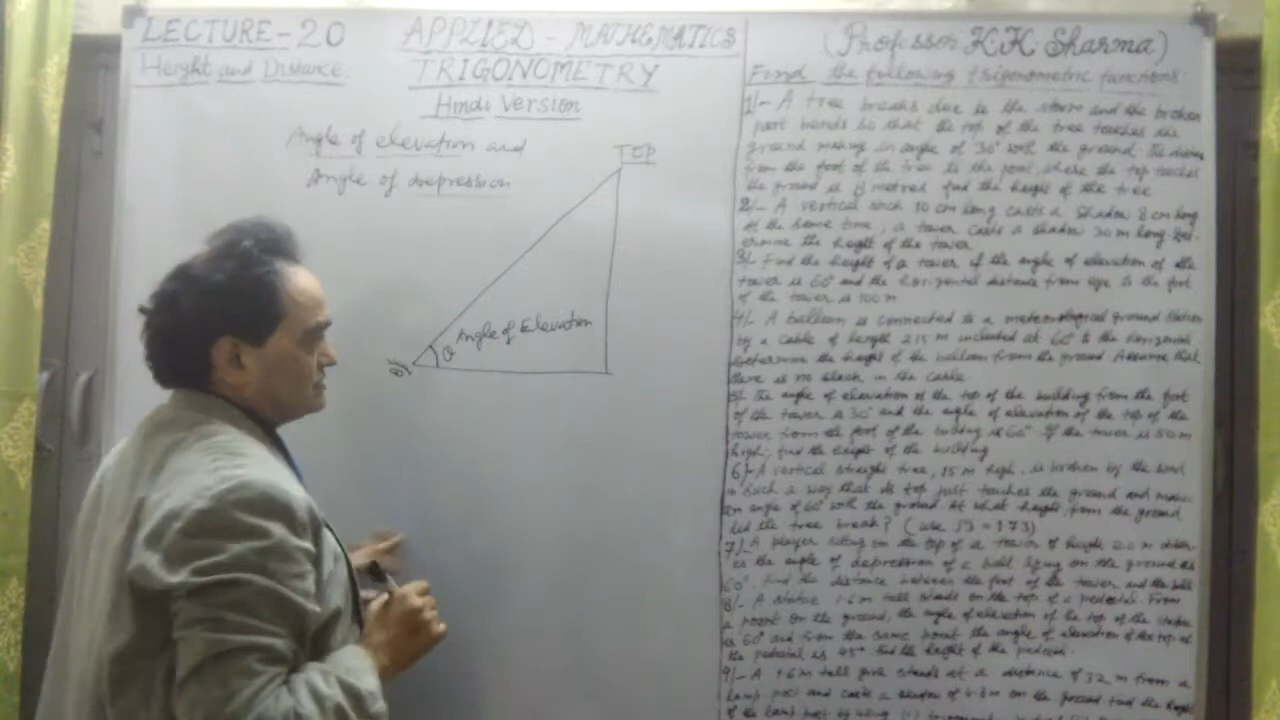 LECTURE-20
Height and Distance
APPLIED - MATHEMATICS
TRIGONOMETRY
Hindi Version
Angle of elevation and
Angle of depression
TOP
Angle of Elevation
θ
(Professor K K Sharma)
Find the following trigonometric functions:
1/- A tree breaks due to the storm and the broken
part bends so that the top of the tree touches the
ground making an angle of 30° with the ground. The distance
from the foot of the tree to the point where the top touches
the ground is 8 metres find the height of the tree
2/- A vertical stick 10 cm long casts a shadow 8 cm long
At the same time, a tower casts a shadow 30 m long. Det-
ermine the height of the tower
3/- Find the height of a tower if the angle of elevation of the
tower is 60° and the horizontal distance from eye to the foot
of the tower is 100 m
4/- A balloon is connected to a meteorological ground station
by a cable of length 215 m inclined at 60° to the horizontal
Determine the height of the balloon from the ground. Assume that
there is no slack in the cable.
5/- The angle of elevation of the top of the building from the foot
of the tower is 30° and the angle of elevation of the top of the
tower from the foot of the building is 60° If the tower is 50 m
high, find the height of the building
6/- A vertical straight tree, 15 m high, is broken by the wind
in such a way that its top just touches the ground and makes
an angle of 60° with the ground. At what height from the ground
did the tree break? (use √3 = 1.73)
7/- A player sitting on the top of a tower of height 20 m observ
es the angle of depression of a ball lying on the ground as
60°. Find the distance between the foot of the tower and the ball
8/- A statue 1.6 m tall stands on the top of a pedestal. From
a point on the ground, the angle of elevation of the top of the statue
is 60° and from the same point the angle of elevation of the top of
the pedestal is 45° find the height of the pedestal.
9/- A 1.6 m tall girl stands at a distance of 3.2 m from a
lamp post and casts a shadow of 4.8 m on the ground find the height
of the lamp post by using (i)